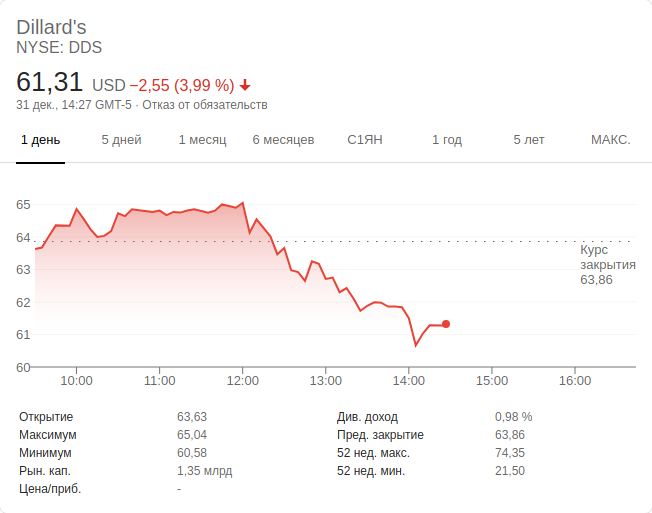 Dillard's
NYSE: DDS
61,31 USD −2,55 (3,99 %)
31 дек., 14:27 GMT-5 · Отказ от обязательств
1 день 5 дней 1 месяц 6 месяцев С1ЯН 1 год 5 лет МАКС.
65
64
63
62
61
60
Курс
закрытия
63,86
10:00 11:00 12:00 13:00 14:00 15:00 16:00
Открытие 63,63 Див. доход 0,98 %
Максимум 65,04 Пред. закрытие 63,86
Минимум 60,58 52 нед. макс. 74,35
Рын. кап. 1,35 млрд 52 нед. мин. 21,50
Цена/приб. -